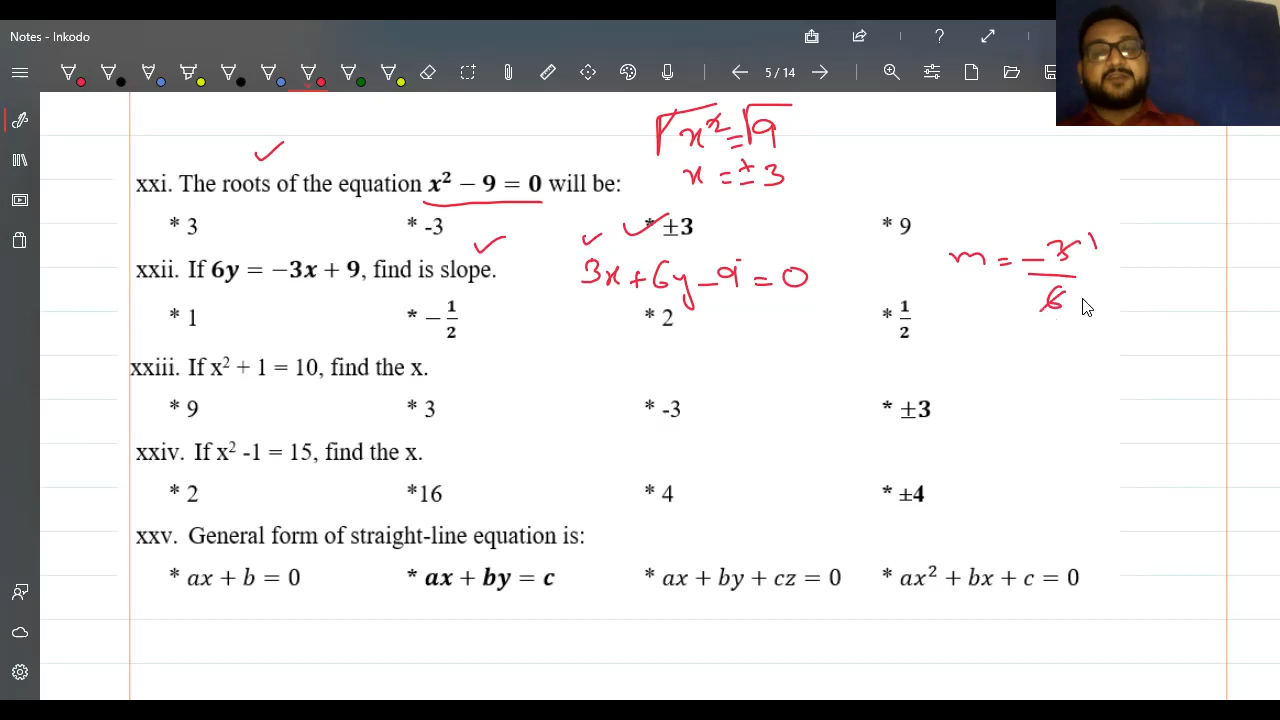 Notes - Inkodo
5 / 14
√x² = √9
x = ±3
xxi. The roots of the equation x² − 9 = 0 will be:
* 3 * -3 * ±3 * 9
xxii. If 6y = −3x + 9, find is slope.
3x + 6y − 9 = 0
m = −3 1 / 6
* 1 * −1/2 * 2 * 1/2
xxiii. If x² + 1 = 10, find the x.
* 9 * 3 * -3 * ±3
xxiv. If x² -1 = 15, find the x.
* 2 *16 * 4 * ±4
xxv. General form of straight-line equation is:
* ax + b = 0 * ax + by = c * ax + by + cz = 0 * ax² + bx + c = 0